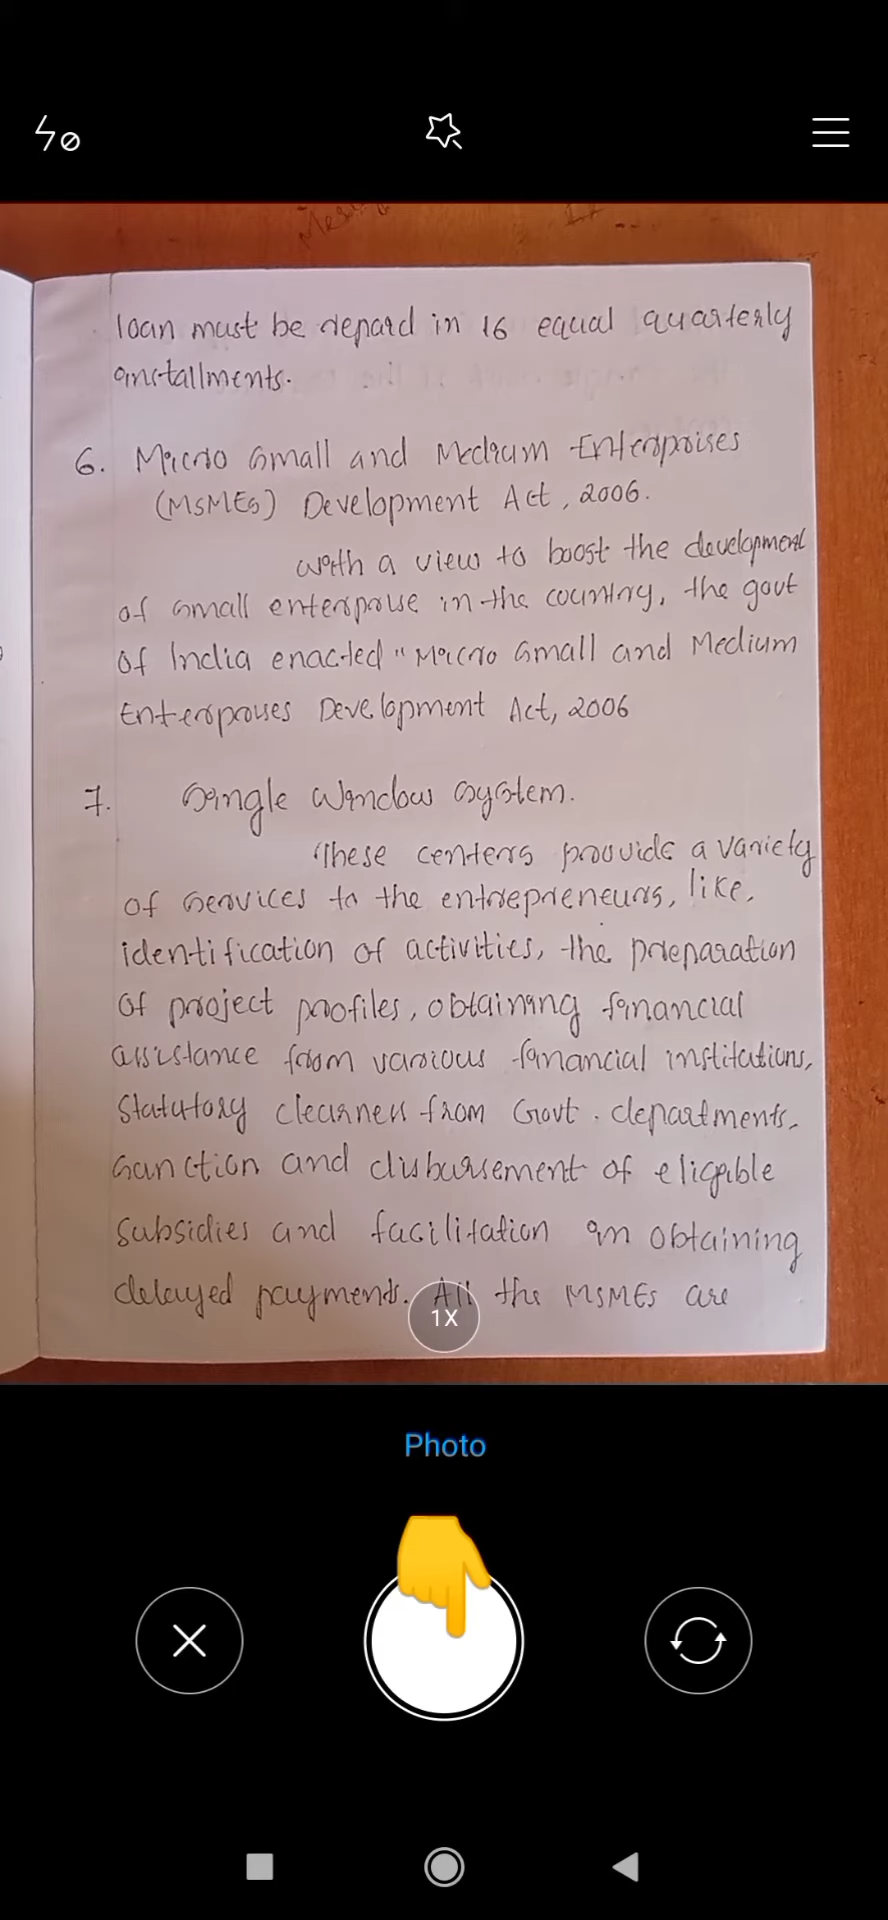 loan must be repaid in 16 equal quarterly
installments.
6. Micro small and Medium Enterprises
(MSMEs) Development Act, 2006.
with a view to boost the development
of small enterprise in the country, the govt
of India enacted "Micro small and Medium
Enterprises Development Act, 2006
7. Single Window system.
These centers provide a variety
of services to the entrepreneurs, like,
identification of activities, the preparation
of project profiles, obtaining financial
assistance from various financial institutions,
Statutory from Govt. departments,
sanction and disbursement of eligible
subsidies and facilitation in obtaining
delayed payments. All the MSMEs are
1X
Photo